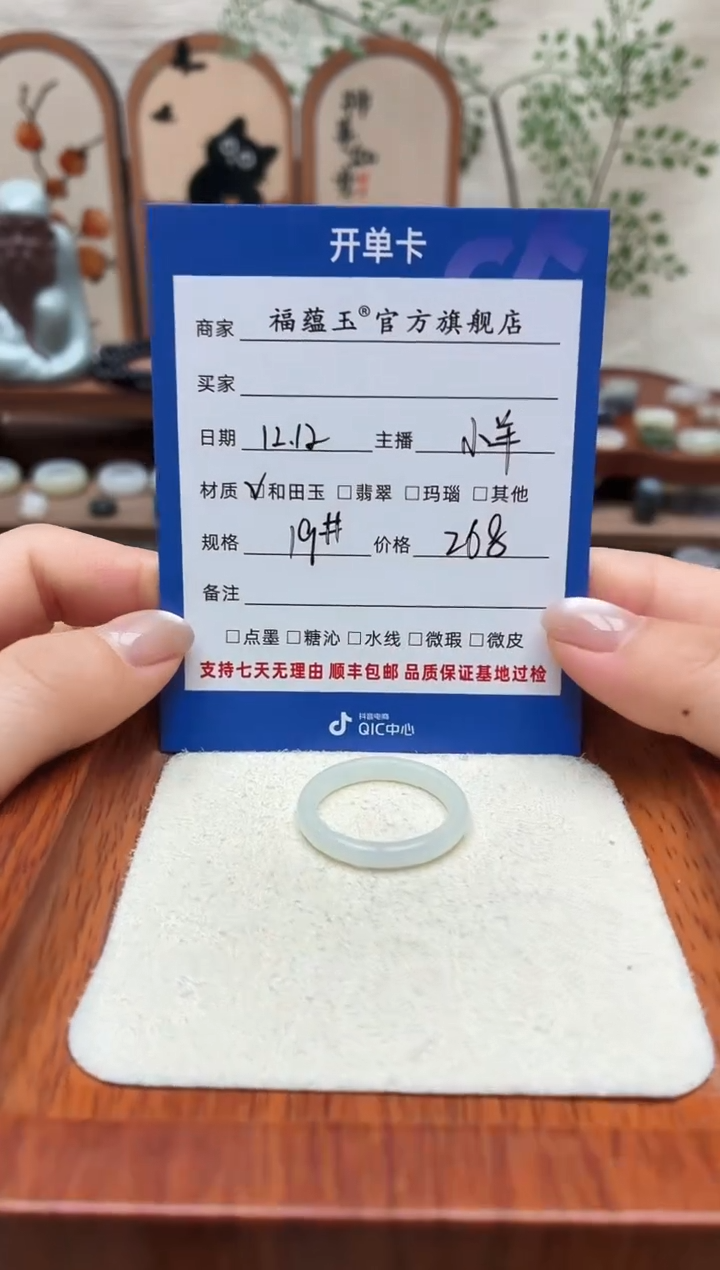 开单卡
商家 福蕴玉®官方旗舰店
买家
日期 12.12 主播 小羊
材质 ☑和田玉 □翡翠 □玛瑙 □其他
规格 19# 价格 268
备注
□点墨 □糖沁 □水线 □微瑕 □微皮
支持七天无理由 顺丰包邮 品质保证基地过检
抖音电商
QIC中心